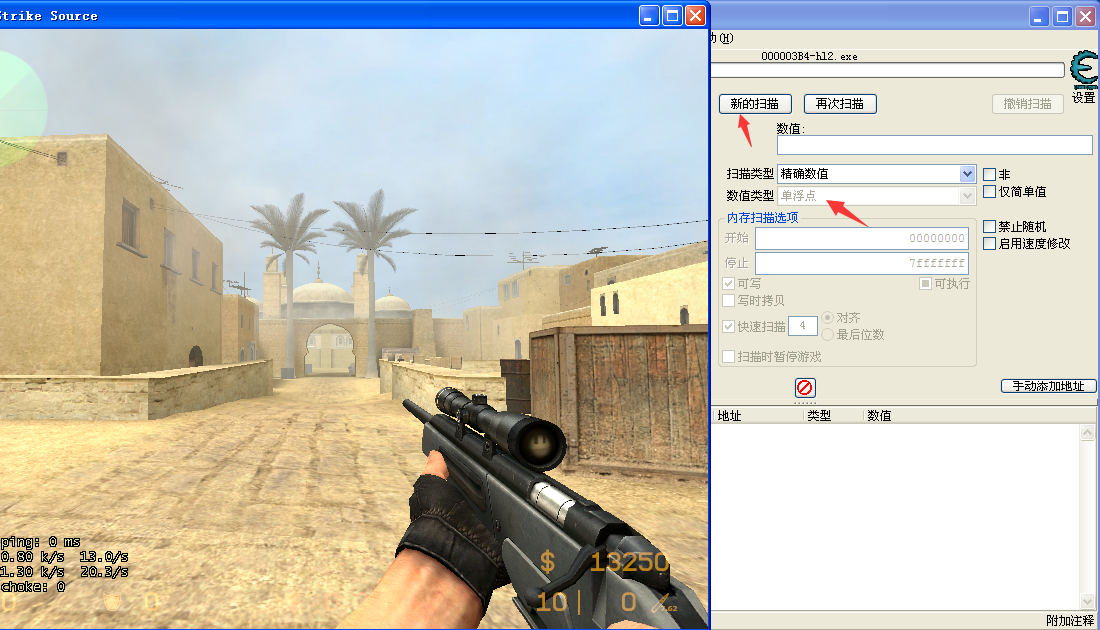 Strike Source
功(H)
000003B4-hl2.exe
设置
新的扫描
再次扫描
撤销扫描
数值:
扫描类型
精确数值
非
数值类型
单浮点
仅简单值
内存扫描选项
开始
00000000
禁止随机
停止
7fffffff
启用速度修改
可写
可执行
写时拷贝
快速扫描
4
对齐
最后位数
扫描时暂停游戏
手动添加地址
地址
类型
数值
附加注释
ping: 0 ms
0.80 k/s 13.0/s
1.30 k/s 20.3/s
choke: 0
$ 13250
0
0
10| 0
7.62